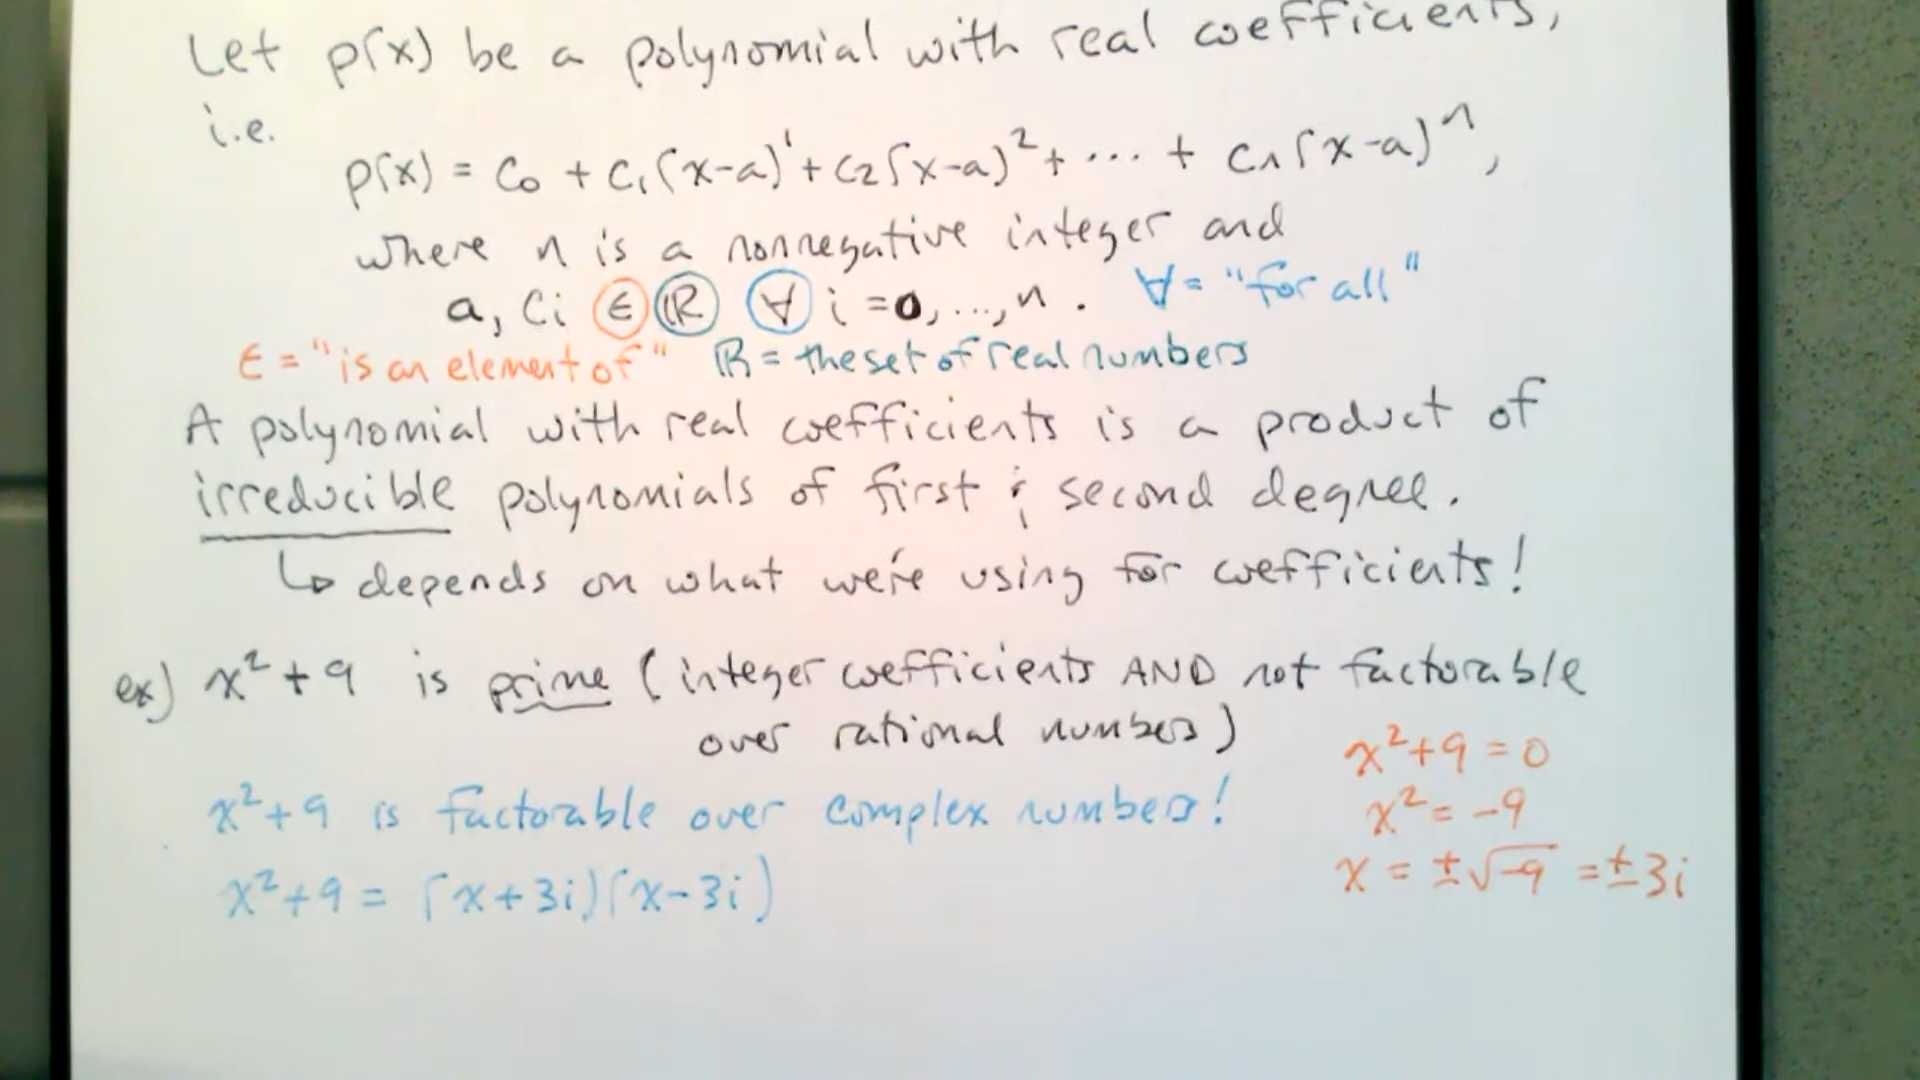 Let p(x) be a polynomial with real coefficients,
i.e.
p(x) = c₀ + c₁(x-a)¹ + c₂(x-a)² + ... + cₙ(x-a)ⁿ,
where n is a nonnegative integer and
a, cᵢ ∈ ℝ ∀ i = 0, ..., n. ∀ = "for all"
∈ = "is an element of" ℝ = the set of real numbers
A polynomial with real coefficients is a product of
irreducible polynomials of first & second degree.
↳ depends on what we're using for coefficients!
ex) x² + 9 is prime (integer coefficients AND not factorable
over rational numbers)
x² + 9 = 0
x² + 9 is factorable over complex numbers!
x² = -9
x² + 9 = (x + 3i)(x - 3i)
x = ±√-9 = ±3i